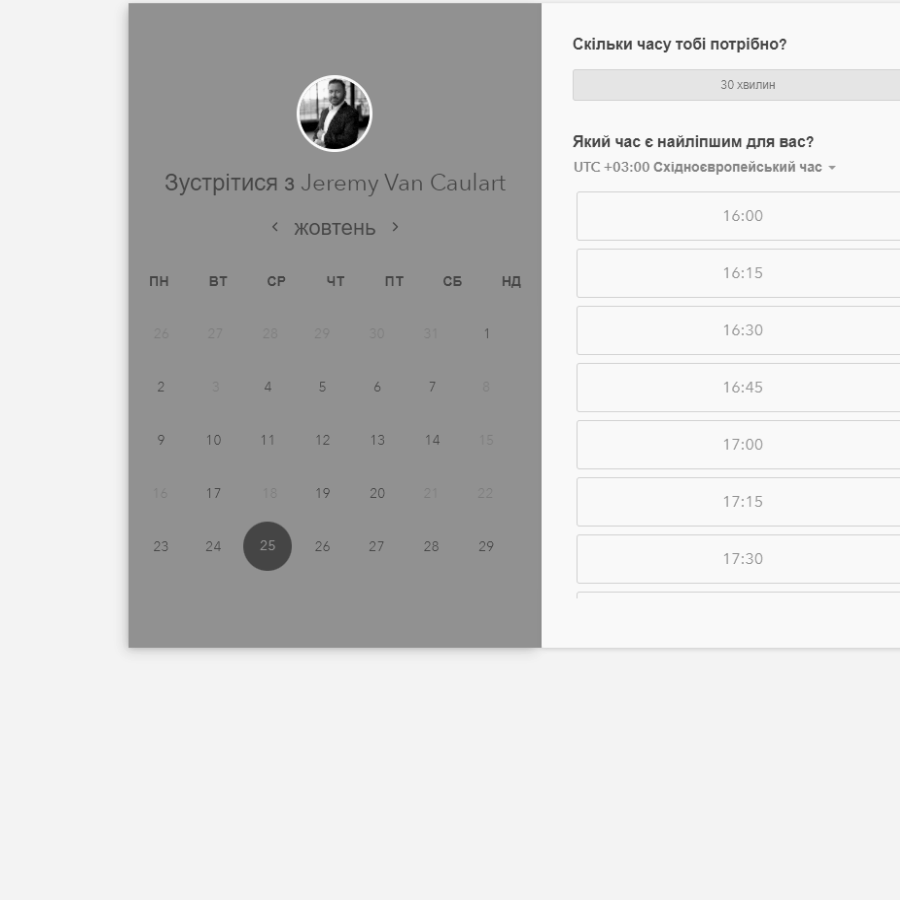 Зустрітися з Jeremy Van Caulart
жовтень
ПН ВТ СР ЧТ ПТ СБ НД
26 27 28 29 30 31 1
2 3 4 5 6 7 8
9 10 11 12 13 14 15
16 17 18 19 20 21 22
23 24 25 26 27 28 29
Скільки часу тобі потрібно?
30 хвилин
Який час є найліпшим для вас?
UTC +03:00 Східноєвропейський час
16:00
16:15
16:30
16:45
17:00
17:15
17:30